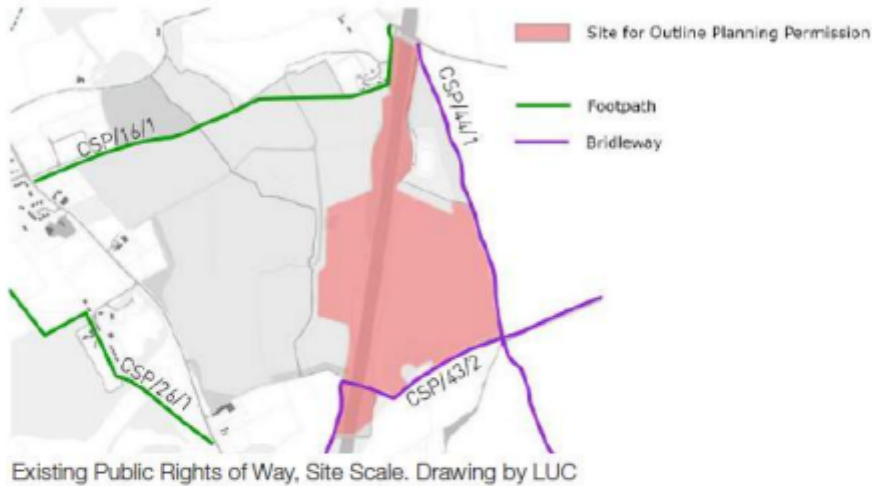 Site for Outline Planning Permission
CSP/44/1
Footpath
CSP/16/1
Bridleway
CSP/26/1
CSP/43/2
Existing Public Rights of Way, Site Scale. Drawing by LUC